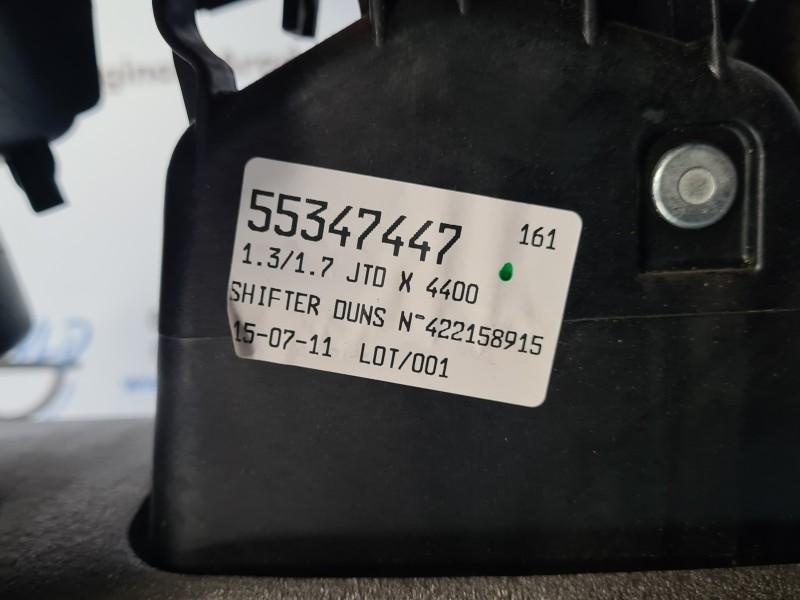 55347447 161
1.3/1.7 JTD X 4400
SHIFTER DUNS N-422158915
15-07-11 LOT/001